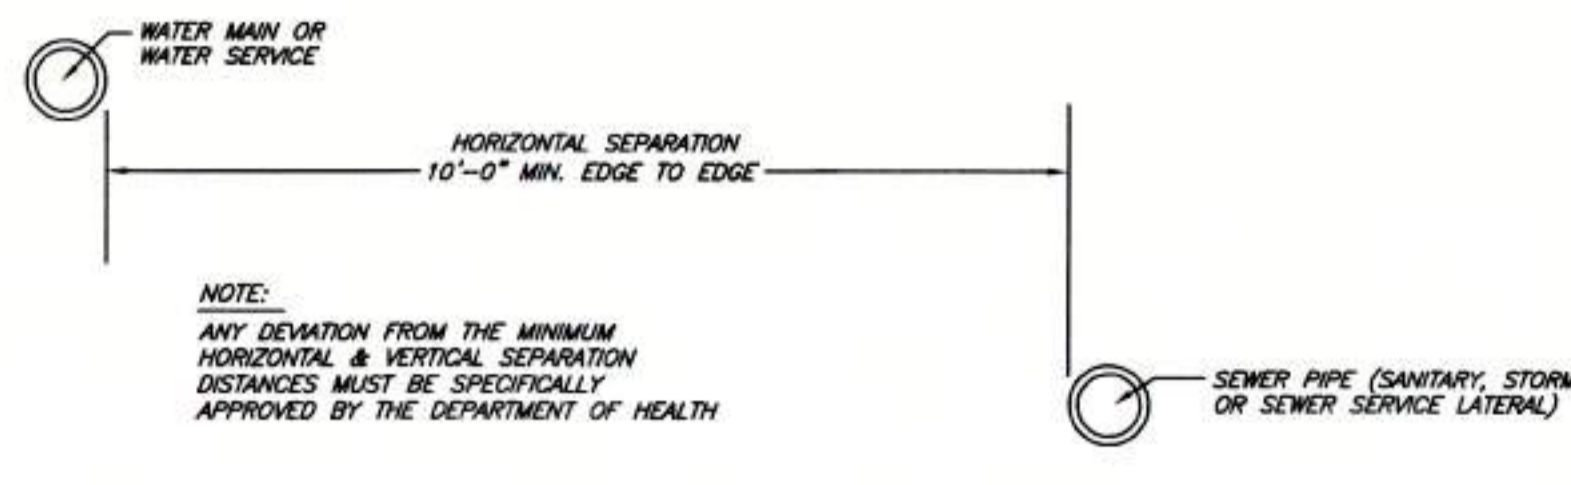 WATER MAIN OR
WATER SERVICE
HORIZONTAL SEPARATION
10'-0" MIN. EDGE TO EDGE
NOTE:
ANY DEVIATION FROM THE MINIMUM
HORIZONTAL & VERTICAL SEPARATION
DISTANCES MUST BE SPECIFICALLY
APPROVED BY THE DEPARTMENT OF HEALTH
SEWER PIPE (SANITARY, STORM
OR SEWER SERVICE LATERAL)